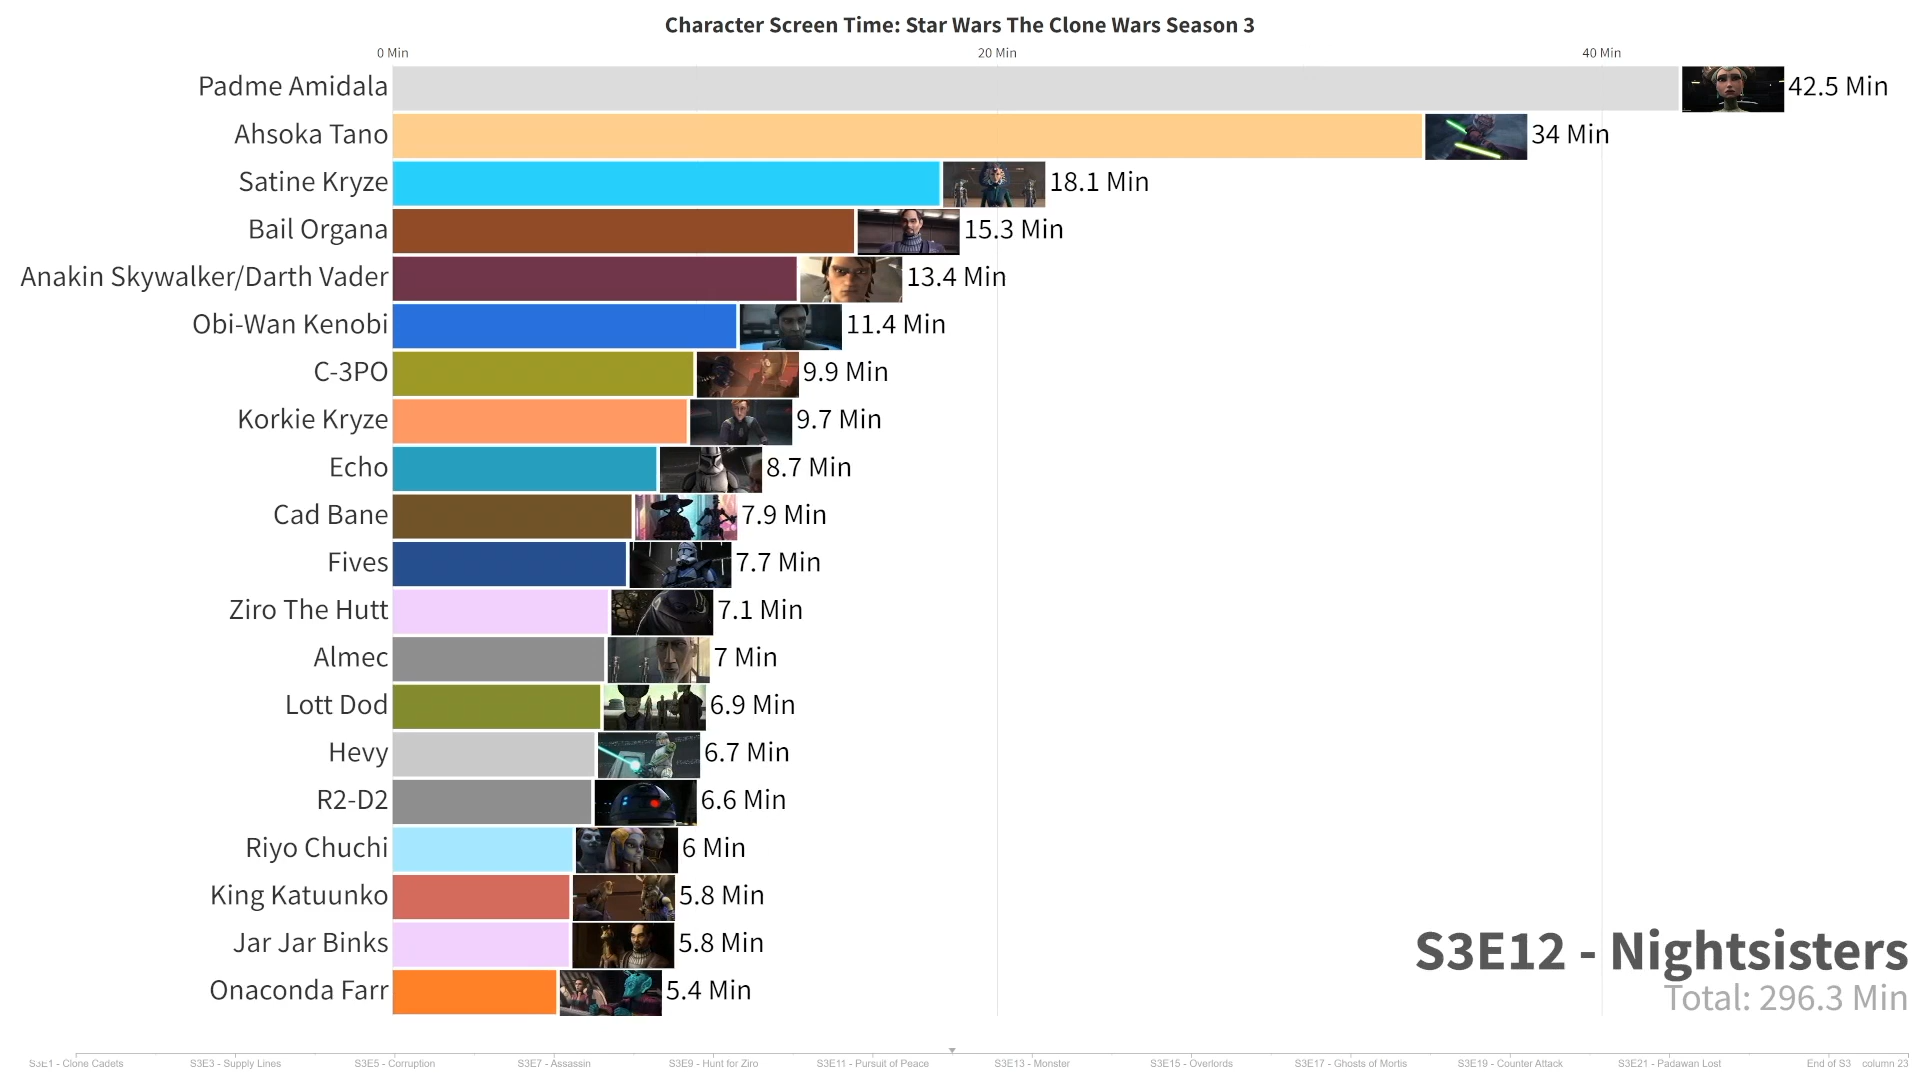 Character Screen Time: Star Wars The Clone Wars Season 3
0 Min 20 Min 40 Min
Padme Amidala 42.5 Min
Ahsoka Tano 34 Min
Satine Kryze 18.1 Min
Bail Organa 15.3 Min
Anakin Skywalker/Darth Vader 13.4 Min
Obi-Wan Kenobi 11.4 Min
C-3PO 9.9 Min
Korkie Kryze 9.7 Min
Echo 8.7 Min
Cad Bane 7.9 Min
Fives 7.7 Min
Ziro The Hutt 7.1 Min
Almec 7 Min
Lott Dod 6.9 Min
Hevy 6.7 Min
R2-D2 6.6 Min
Riyo Chuchi 6 Min
King Katuunko 5.8 Min
Jar Jar Binks 5.8 Min
Onaconda Farr 5.4 Min
S3E12 - Nightsisters
Total: 296.3 Min
S3E1 - Clone Cadets S3E3 - Supply Lines S3E5 - Corruption S3E7 - Assassin S3E9 - Hunt for Ziro S3E11 - Pursuit of Peace S3E13 - Monster S3E15 - Overlords S3E17 - Ghosts of Mortis S3E19 - Counter Attack S3E21 - Padawan Lost End of S3 column 23